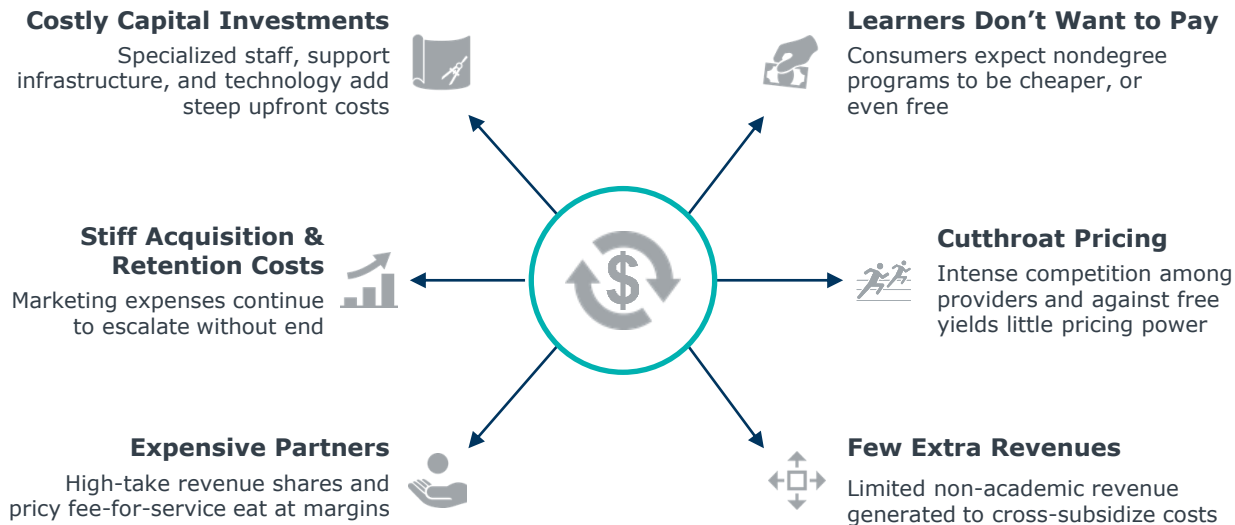 Costly Capital Investments
Specialized staff, support
infrastructure, and technology add
steep upfront costs
Learners Don’t Want to Pay
Consumers expect nondegree
programs to be cheaper, or
even free
Stiff Acquisition &
Retention Costs
Marketing expenses continue
to escalate without end
$
Cutthroat Pricing
Intense competition among
providers and against free
yields little pricing power
Expensive Partners
High-take revenue shares and
pricy fee-for-service eat at margins
Few Extra Revenues
Limited non-academic revenue
generated to cross-subsidize costs